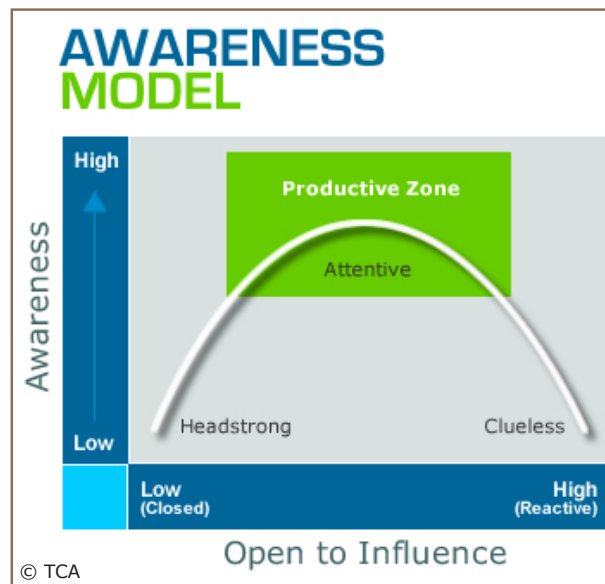 AWARENESS
MODEL
High
Productive Zone
Attentive
Awareness
Headstrong
Clueless
Low
Low
(Closed)
High
(Reactive)
Open to Influence
© TCA